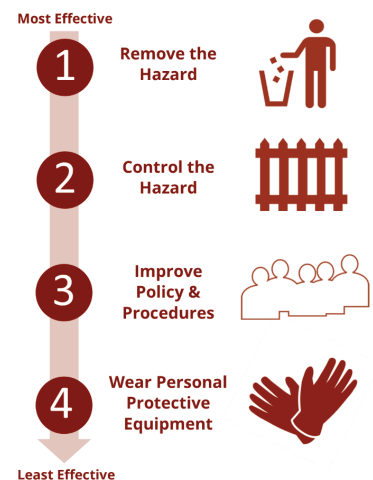 Most Effective
1
Remove the
Hazard
2
Control the
Hazard
3
Improve
Policy &
Procedures
4
Wear Personal
Protective
Equipment
Least Effective